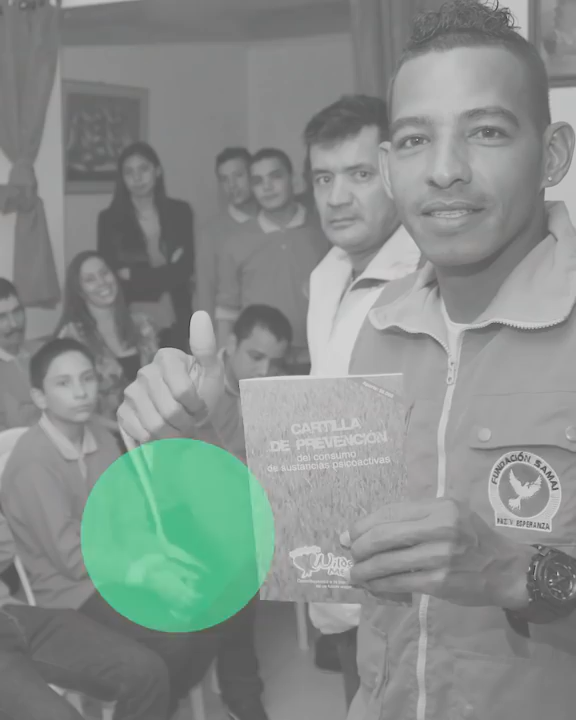 CARTILLA
DE PREVENCIÓN
del consumo
de sustancias psicoactivas
FUNDACIÓN SAMAI
PAZ Y ESPERANZA